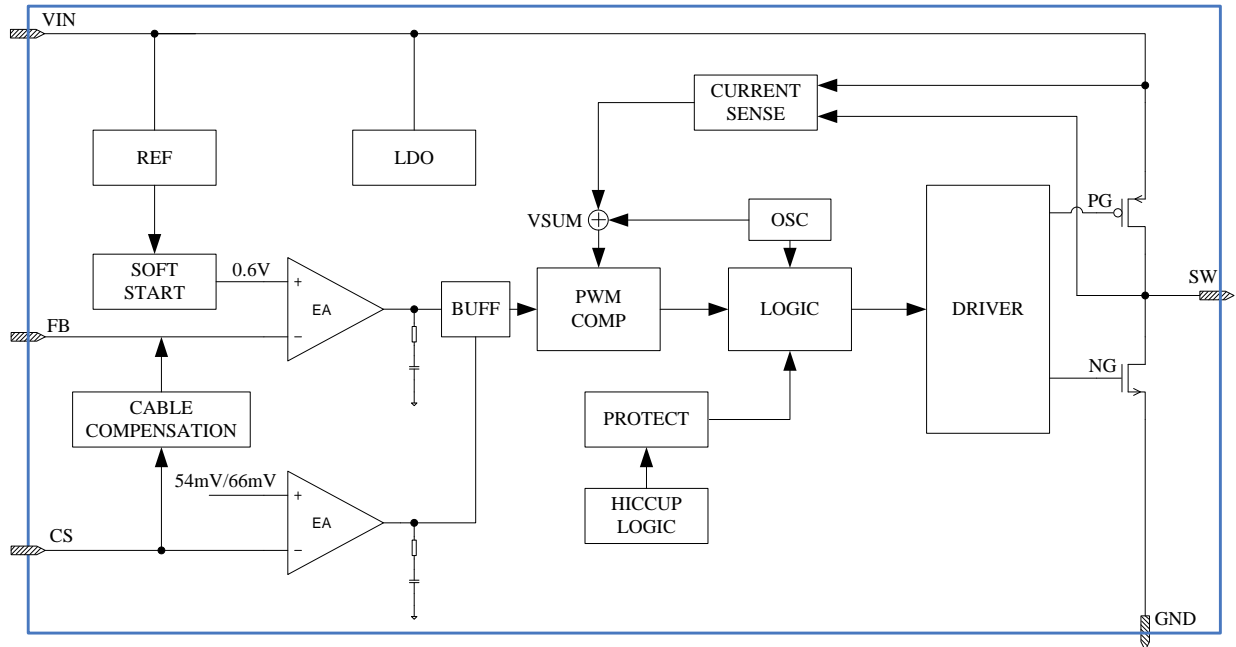 VIN
CURRENT
SENSE
REF
LDO
PG
VSUM
+
OSC
SOFT
START
0.6V
+
EA
−
BUFF
PWM
COMP
LOGIC
DRIVER
SW
FB
NG
CABLE
COMPENSATION
PROTECT
54mV/66mV
+
EA
−
HICCUP
LOGIC
CS
GND